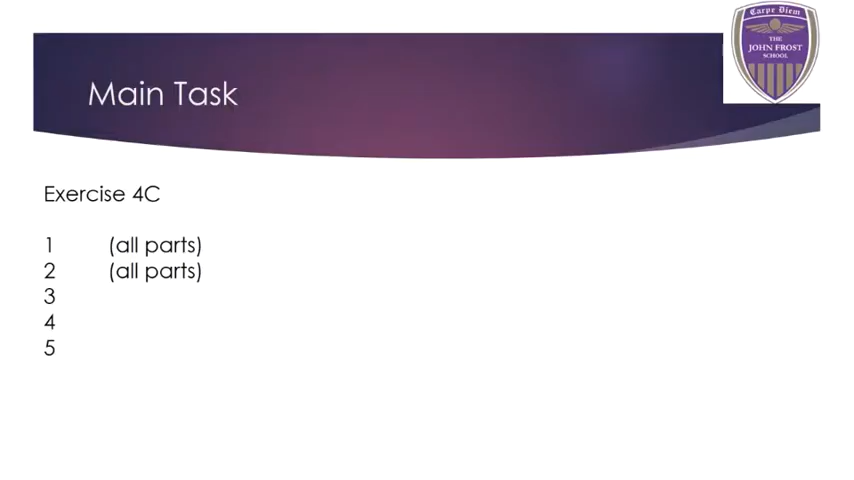 Carpe Diem
THE
JOHN FROST
SCHOOL
Main Task
Exercise 4C
1 (all parts)
2 (all parts)
3
4
5